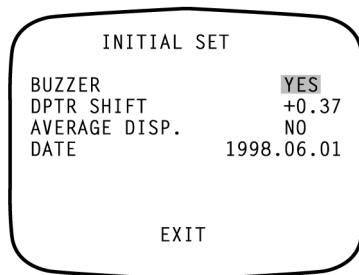 INITIAL SET
BUZZER YES
DPTR SHIFT +0.37
AVERAGE DISP. NO
DATE 1998.06.01
EXIT